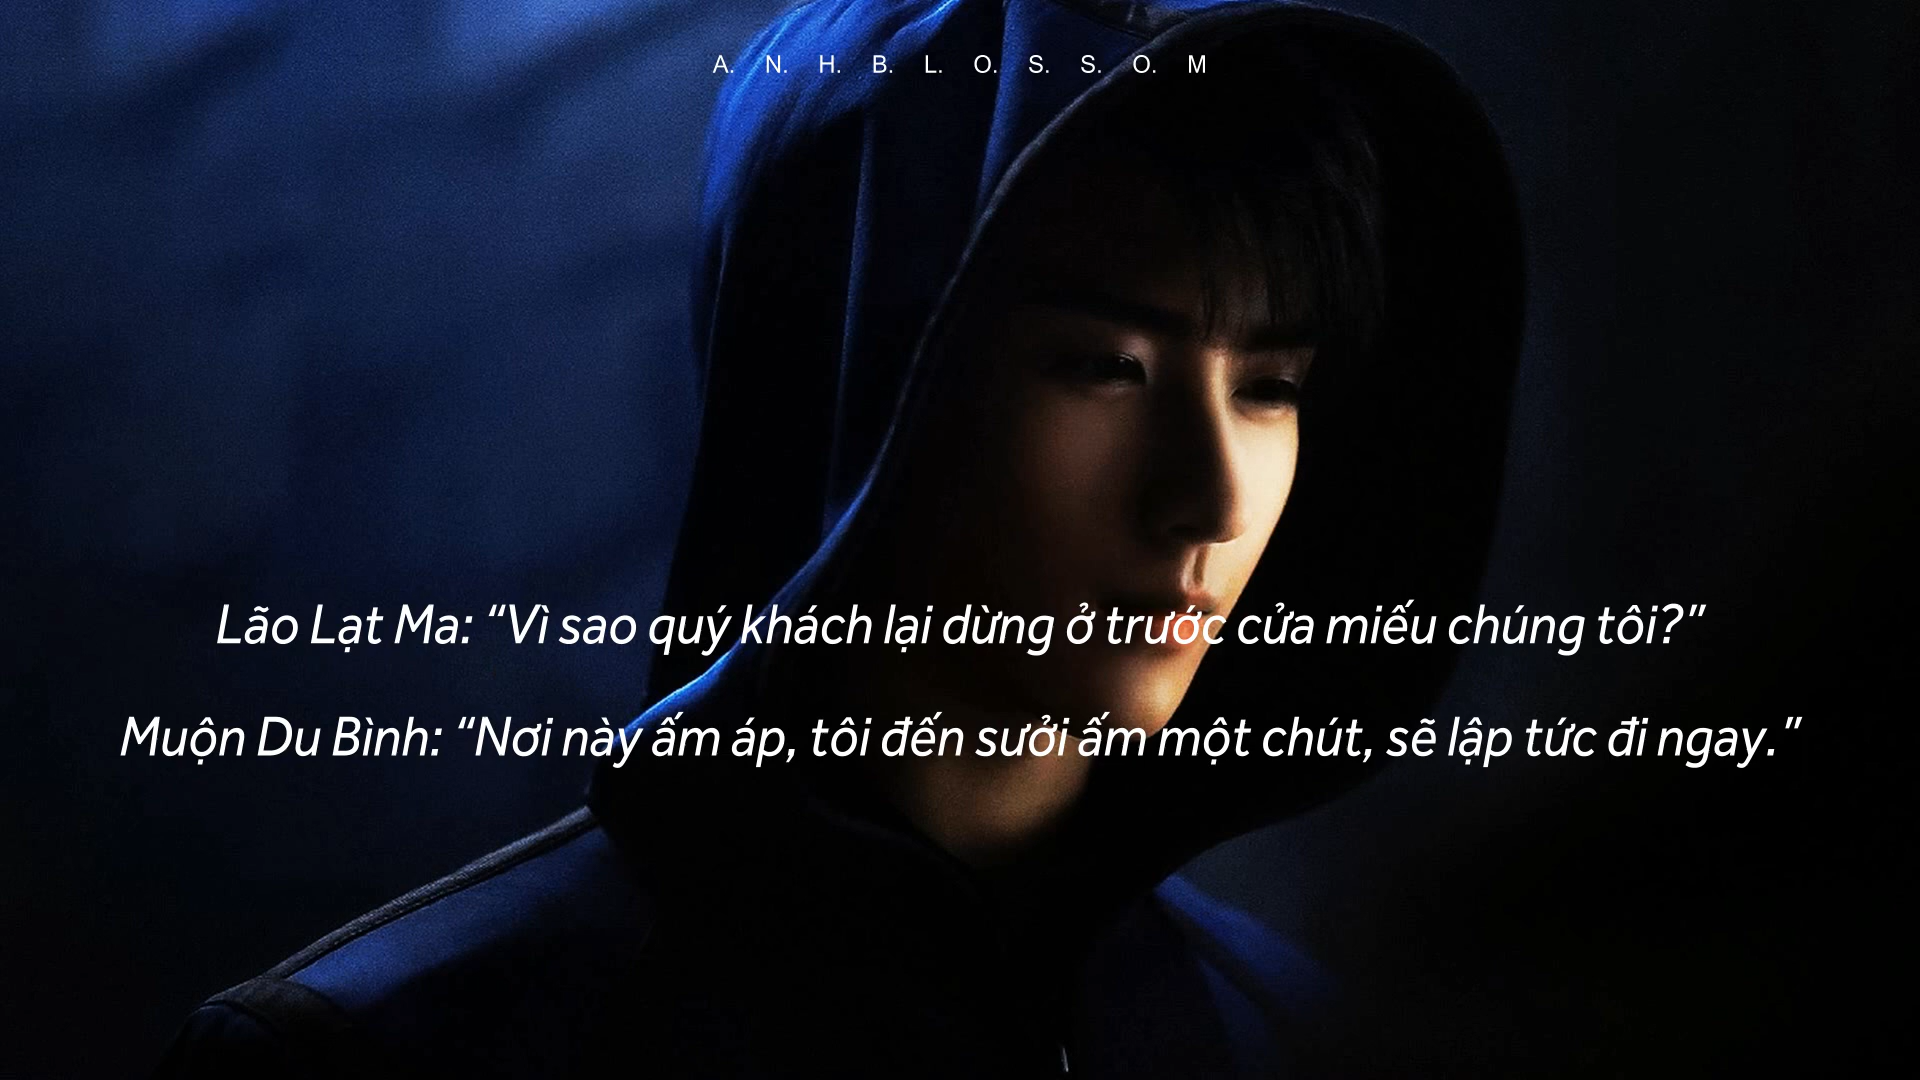 A. N. H. B. L. O. S. S. O. M
Lão Lạt Ma: “Vì sao quý khách lại dừng ở trước cửa miếu chúng tôi?”
Muộn Du Bình: “Nơi này ấm áp, tôi đến sưởi ấm một chút, sẽ lập tức đi ngay.”